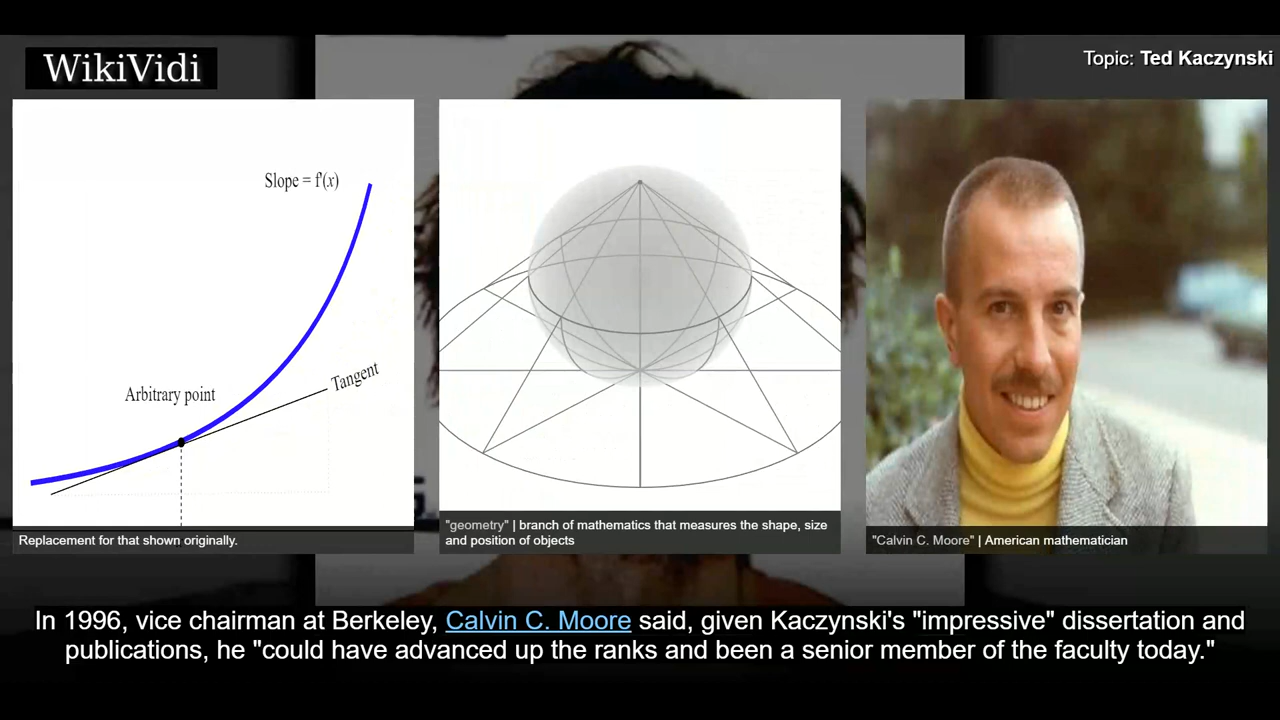 WikiVidi
Topic: Ted Kaczynski
Slope = f'(x)
Arbitrary point
Tangent
Replacement for that shown originally.
"geometry" | branch of mathematics that measures the shape, size
and position of objects
"Calvin C. Moore" | American mathematician
In 1996, vice chairman at Berkeley, Calvin C. Moore said, given Kaczynski's "impressive" dissertation and
publications, he "could have advanced up the ranks and been a senior member of the faculty today."